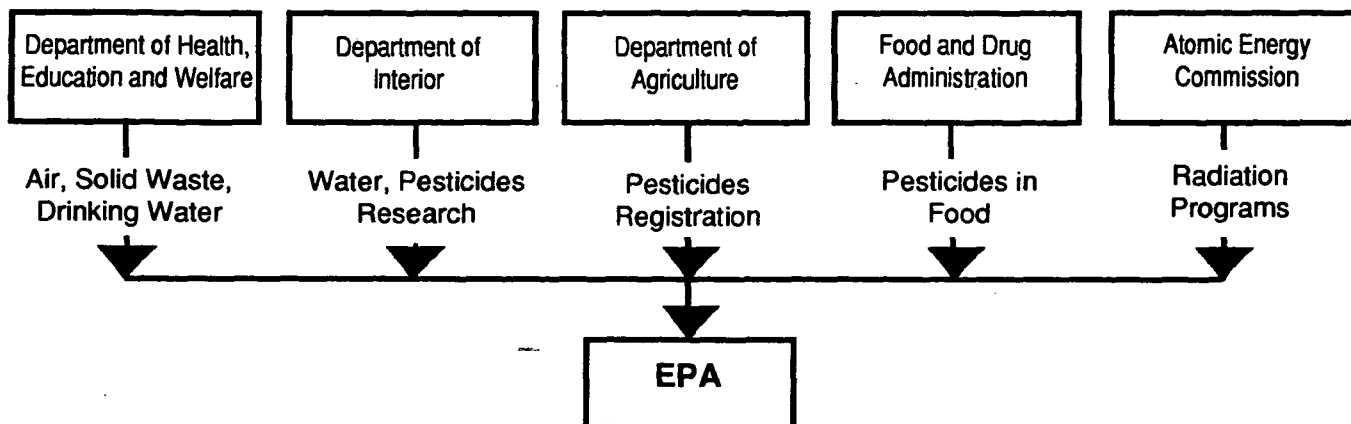 Department of Health,
Education and Welfare
Department of
Interior
Department of
Agriculture
Food and Drug
Administration
Atomic Energy
Commission
Air, Solid Waste,
Drinking Water
Water, Pesticides
Research
Pesticides
Registration
Pesticides in
Food
Radiation
Programs
EPA